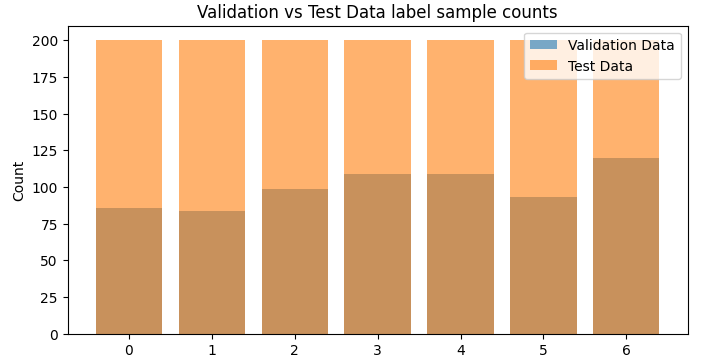 Validation vs Test Data label sample counts
200
175
150
125
100
75
50
25
0
Count
Validation Data
Test Data
0 1 2 3 4 5 6